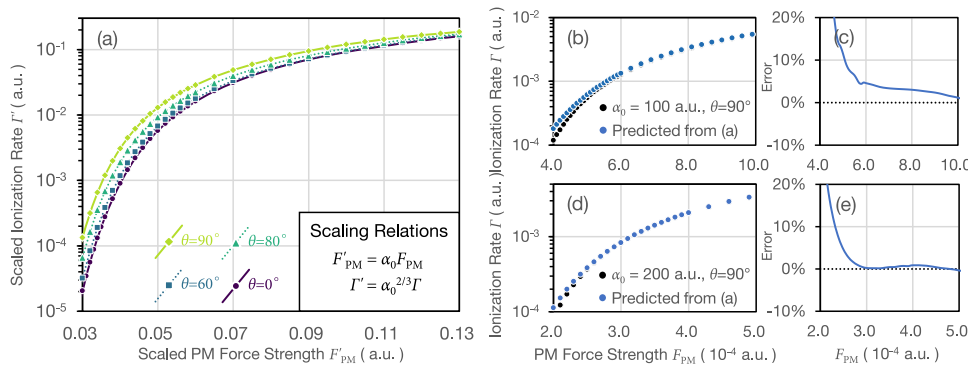 (a)
Scaled Ionization Rate Γ′ (a.u.)
10⁻¹
10⁻²
10⁻³
10⁻⁴
10⁻⁵
θ=90°
θ=80°
θ=60°
θ=0°
Scaling Relations
F′PM = α₀FPM
Γ′ = α₀²ᐟ³Γ
0.03 0.05 0.07 0.09 0.11 0.13
Scaled PM Force Strength F′PM ( a.u. )
(b)
Ionization Rate Γ ( a.u. )
10⁻²
10⁻³
10⁻⁴
α₀ = 100 a.u., θ=90°
Predicted from (a)
4.0 6.0 8.0 10.0
(c)
Error
20%
10%
0%
-10%
4.0 6.0 8.0 10.0
(d)
Ionization Rate Γ ( a.u. )
10⁻²
10⁻³
10⁻⁴
α₀ = 200 a.u., θ=90°
Predicted from (a)
2.0 3.0 4.0 5.0
PM Force Strength FPM (10⁻⁴ a.u.)
(e)
Error
20%
10%
0%
-10%
2.0 3.0 4.0 5.0
FPM (10⁻⁴ a.u.)